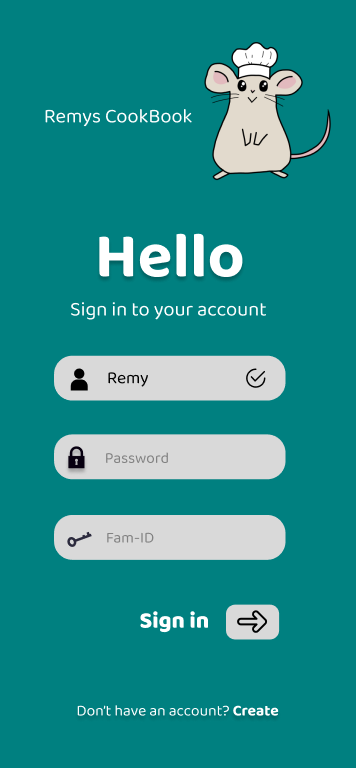 Remys CookBook
Hello
Sign in to your account
Remy
Password
Fam-ID
Sign in
Don't have an account? Create